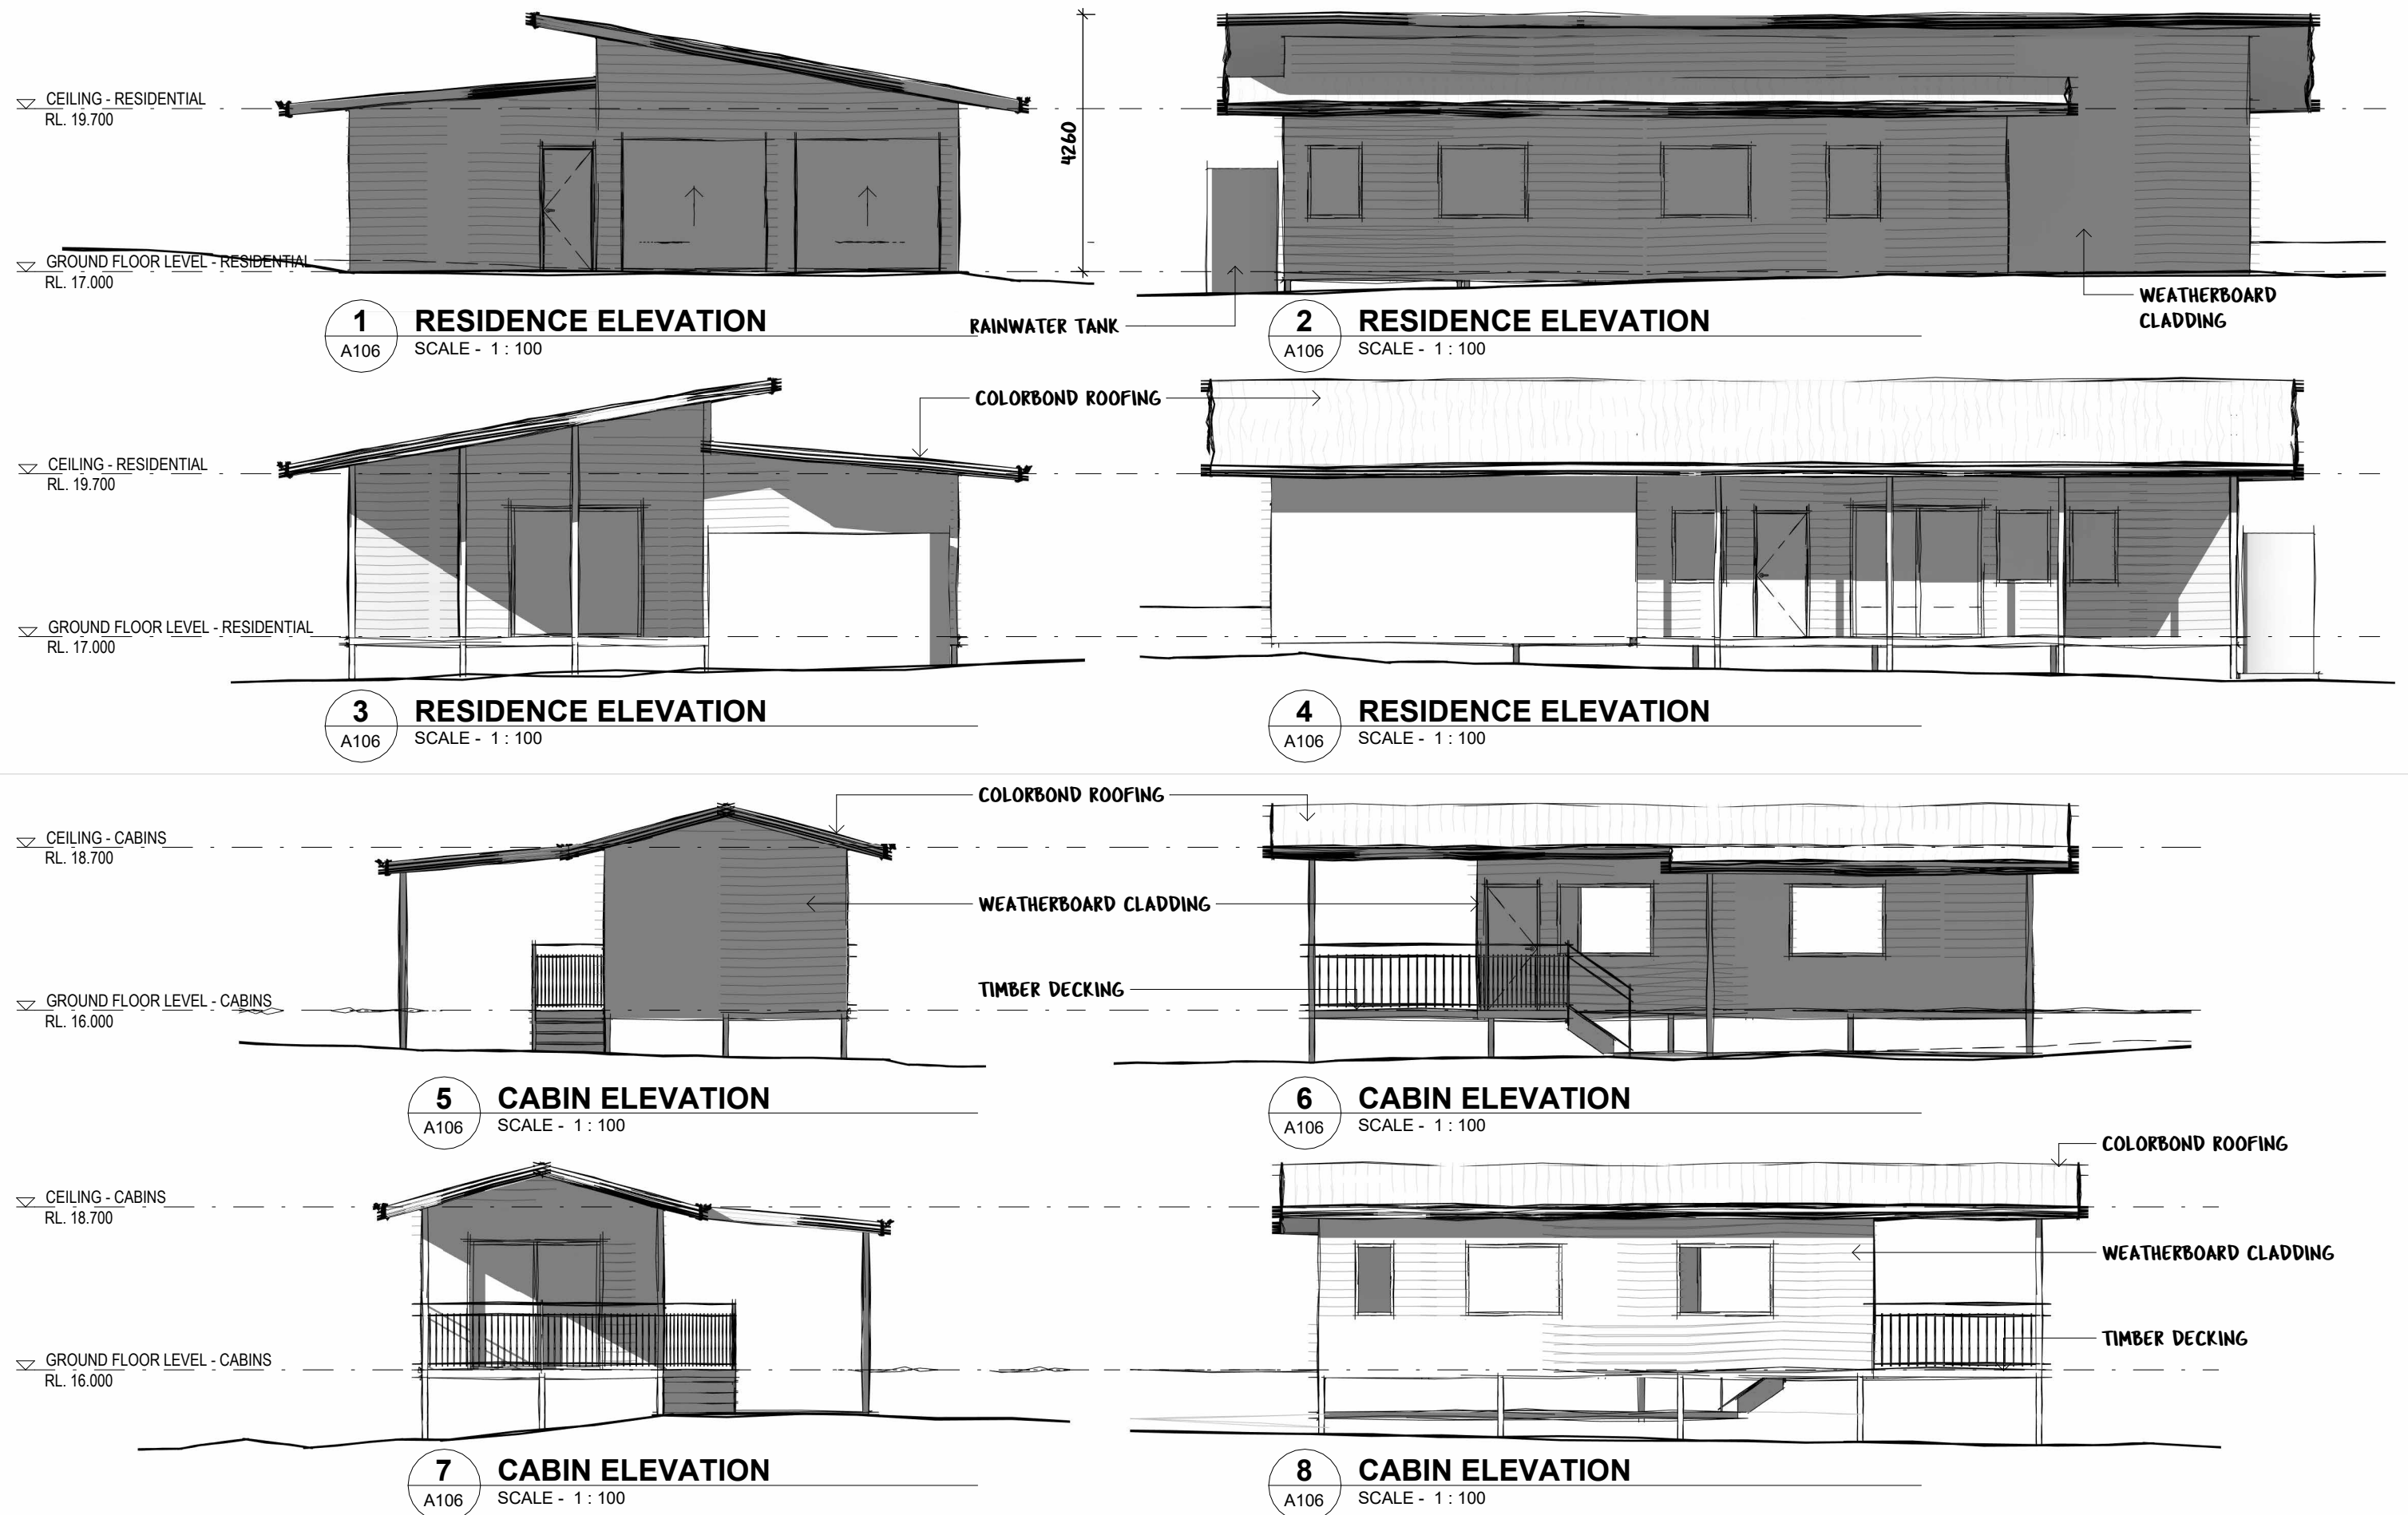 CEILING - RESIDENTIAL
RL. 19.700
4260
GROUND FLOOR LEVEL - RESIDENTIAL
RL. 17.000
1
A106
RESIDENCE ELEVATION
SCALE - 1 : 100
RAINWATER TANK
2
A106
RESIDENCE ELEVATION
SCALE - 1 : 100
WEATHERBOARD
CLADDING
COLORBOND ROOFING
CEILING - RESIDENTIAL
RL. 19.700
GROUND FLOOR LEVEL - RESIDENTIAL
RL. 17.000
3
A106
RESIDENCE ELEVATION
SCALE - 1 : 100
4
A106
RESIDENCE ELEVATION
SCALE - 1 : 100
COLORBOND ROOFING
CEILING - CABINS
RL. 18.700
WEATHERBOARD CLADDING
TIMBER DECKING
GROUND FLOOR LEVEL - CABINS
RL. 16.000
5
A106
CABIN ELEVATION
SCALE - 1 : 100
6
A106
CABIN ELEVATION
SCALE - 1 : 100
COLORBOND ROOFING
CEILING - CABINS
RL. 18.700
WEATHERBOARD CLADDING
TIMBER DECKING
GROUND FLOOR LEVEL - CABINS
RL. 16.000
7
A106
CABIN ELEVATION
SCALE - 1 : 100
8
A106
CABIN ELEVATION
SCALE - 1 : 100